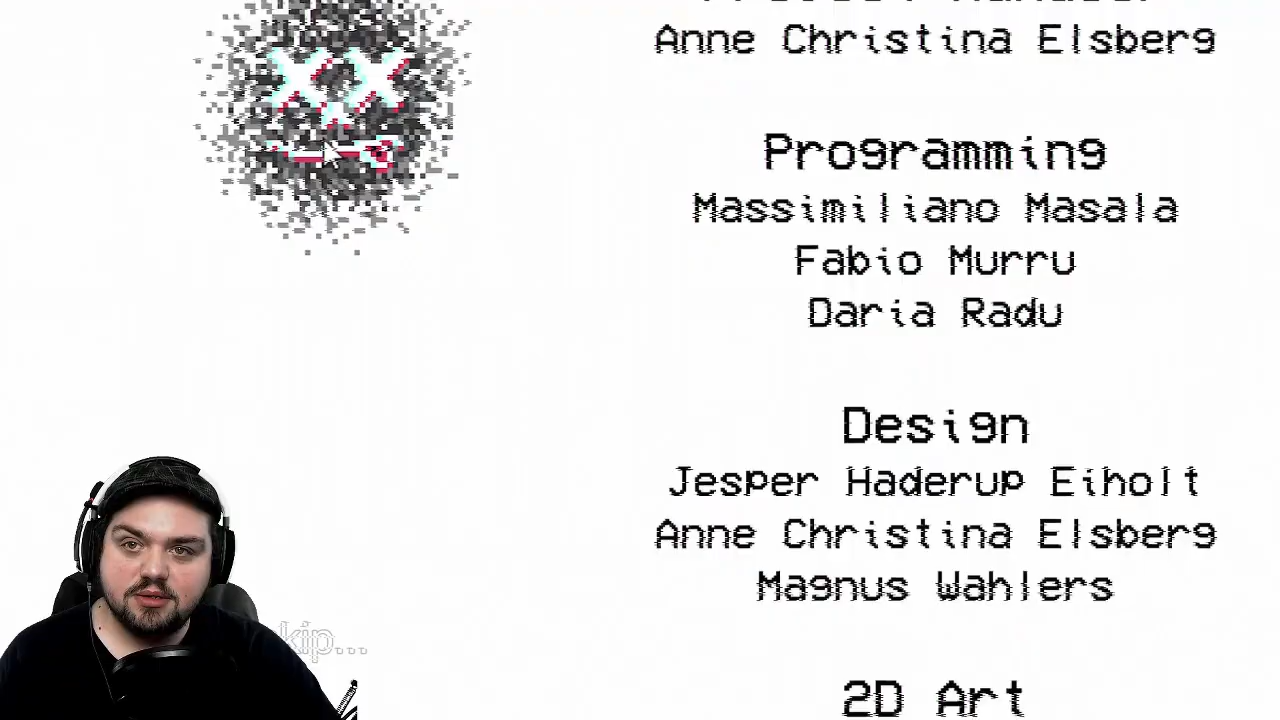 Anne Christina Elsberg
Programming
Massimiliano Masala
Fabio Murru
Daria Radu
Design
Jesper Haderup Eiholt
Anne Christina Elsberg
Magnus Wahlers
2D Art
kip...